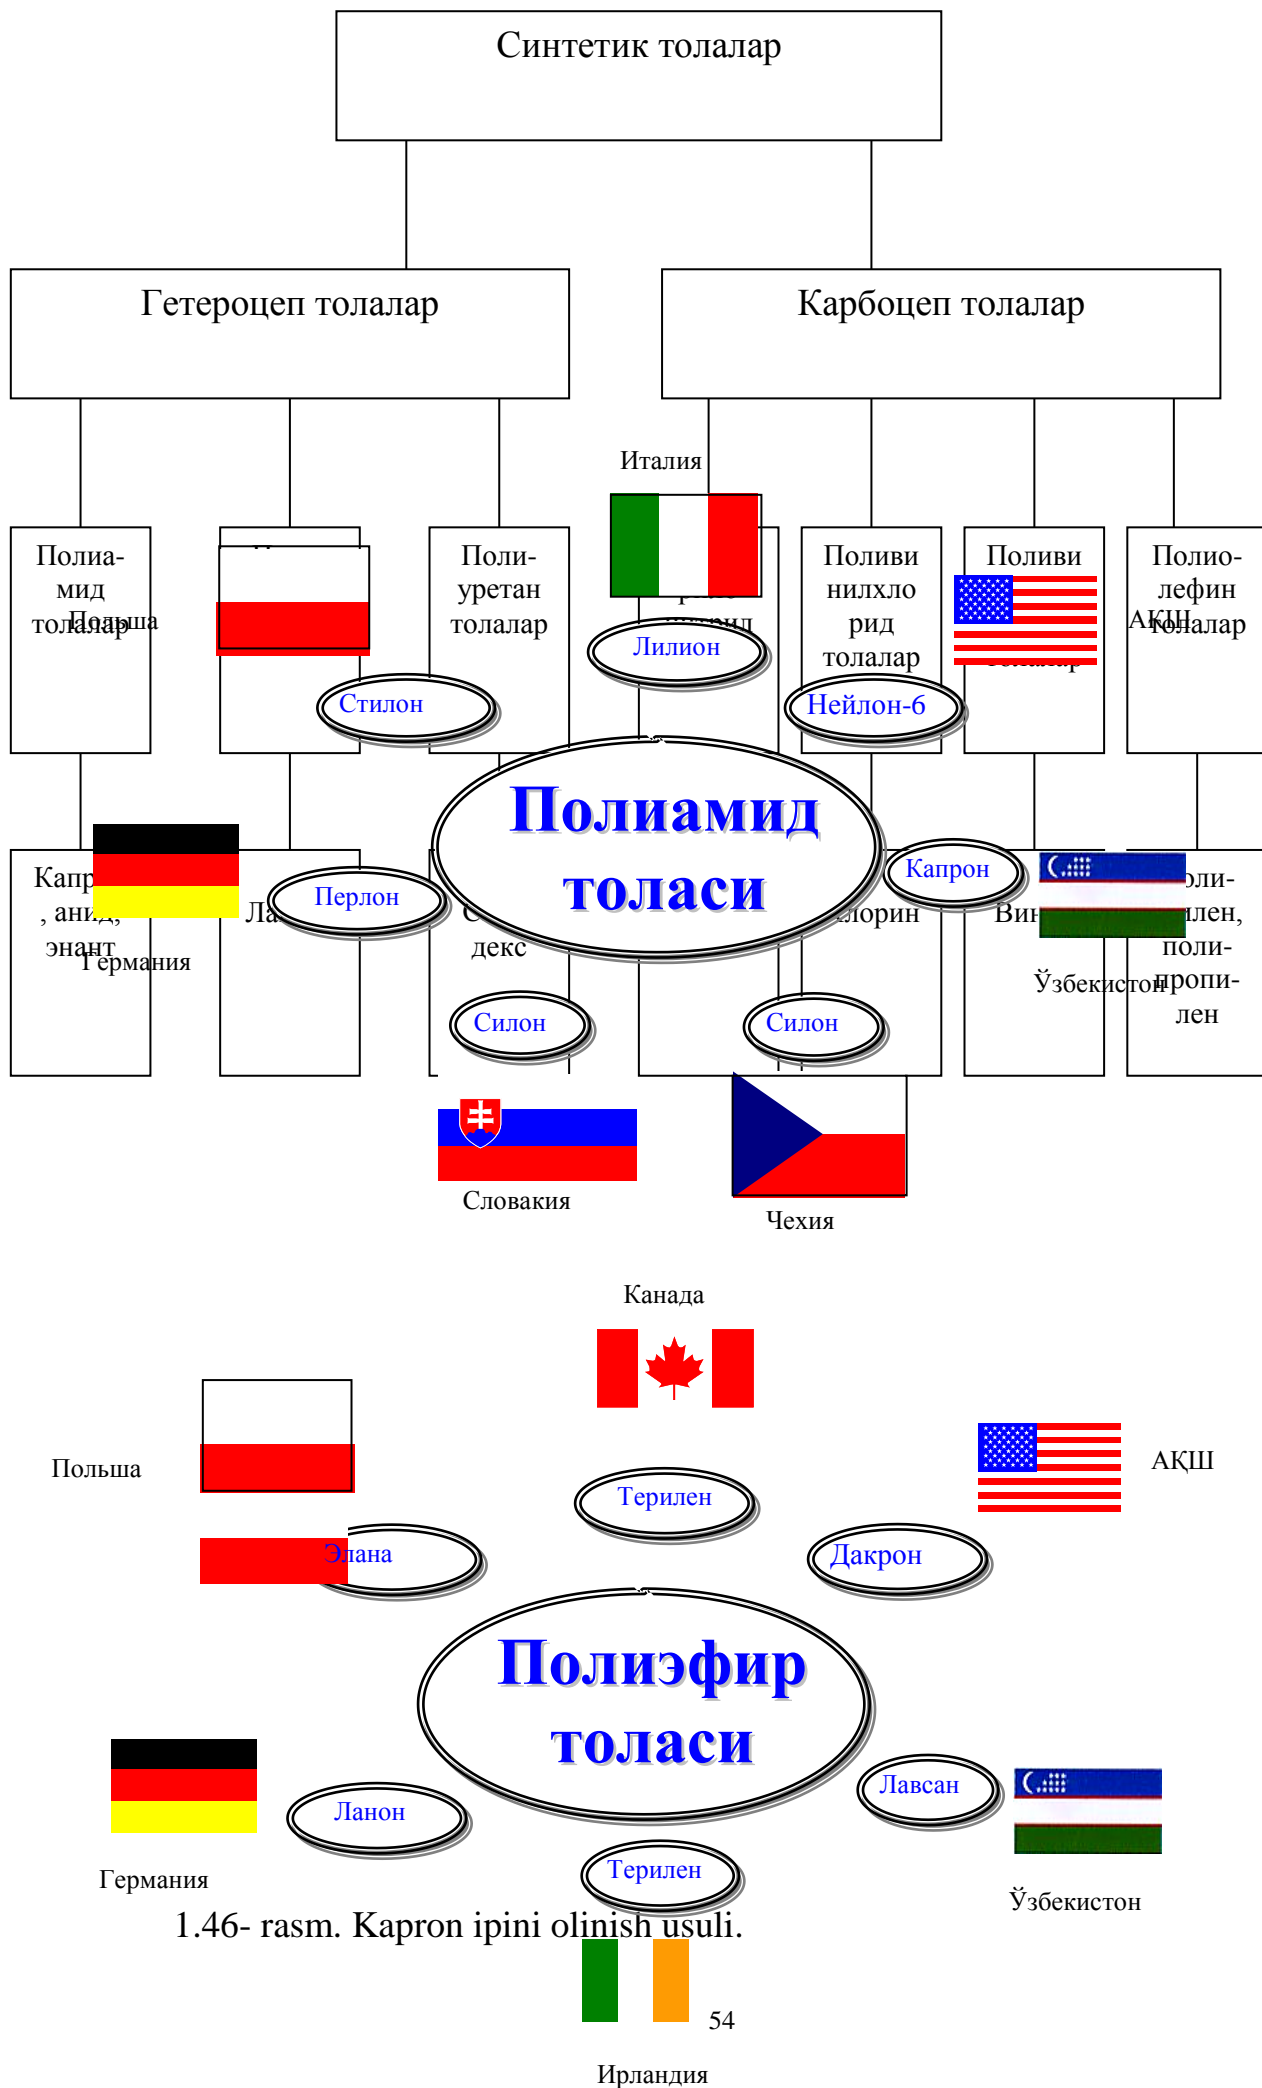 Синтетик толалар
Гетероцеп толалар
Карбоцеп толалар
Италия
Полиа-
мид
толалар
Поли-
уретан
толалар
Поливи
нилхло
рид
толалар
Поливи
толалар
Полио-
лефин
толалар
Польша
АҚШ
Лилион
Стилон
Нейлон-6
Полиамид
толаси
Перлон
Капрон
, анид,
энант
декс
поли-
пропи-
лен
Германия
Ўзбекистон
Силон
Силон
Словакия
Чехия
Канада
Польша
АҚШ
Терилен
Элана
Дакрон
Полиэфир
толаси
Ланон
Лавсан
Терилен
Германия
Ўзбекистон
1.46- rasm. Kapron ipini olinish usuli.
54
Ирландия